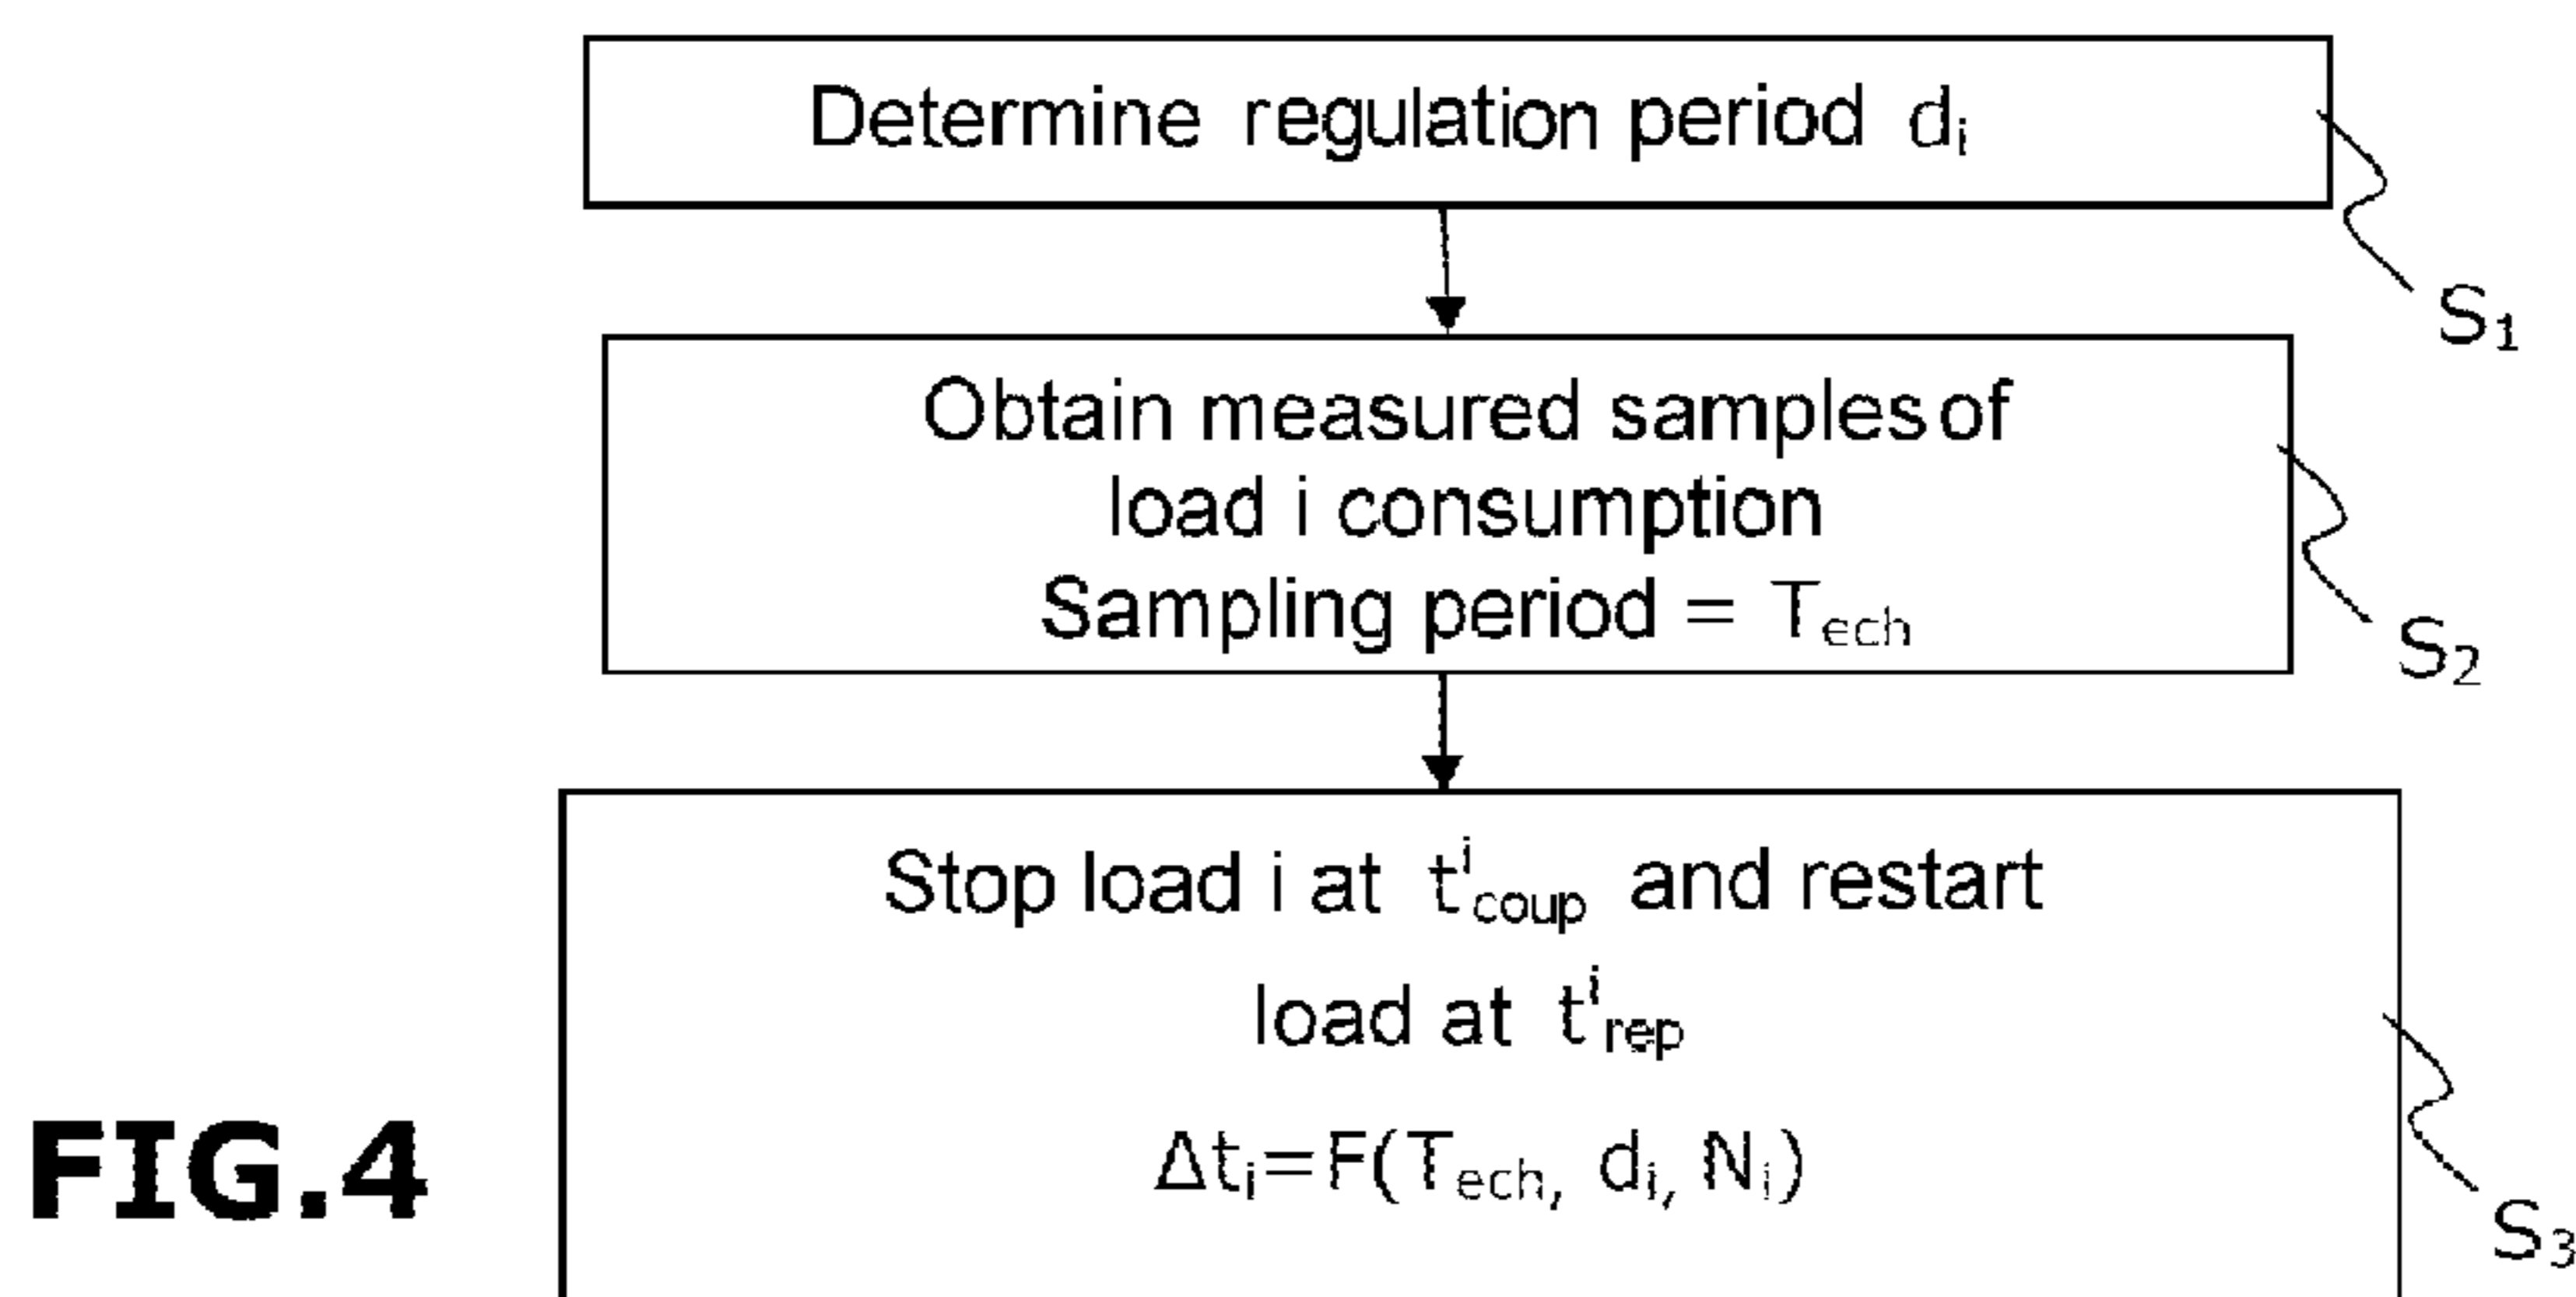 Determine regulation period dᵢ
S₁
Obtain measured samples of
load i consumption
Sampling period = Tₑcₕ
S₂
Stop load i at tⁱcoup and restart
load at tⁱrep
Δtᵢ=F(Tₑcₕ, dᵢ, Nᵢ)
S₃
FIG.4